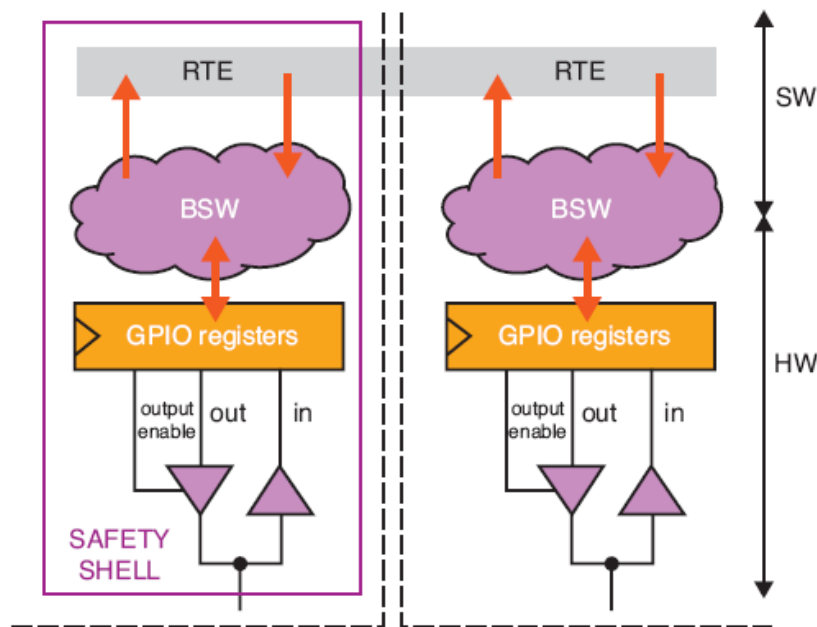 RTE
RTE
SW
BSW
BSW
GPIO registers
GPIO registers
HW
output
enable
out
in
output
enable
out
in
SAFETY
SHELL